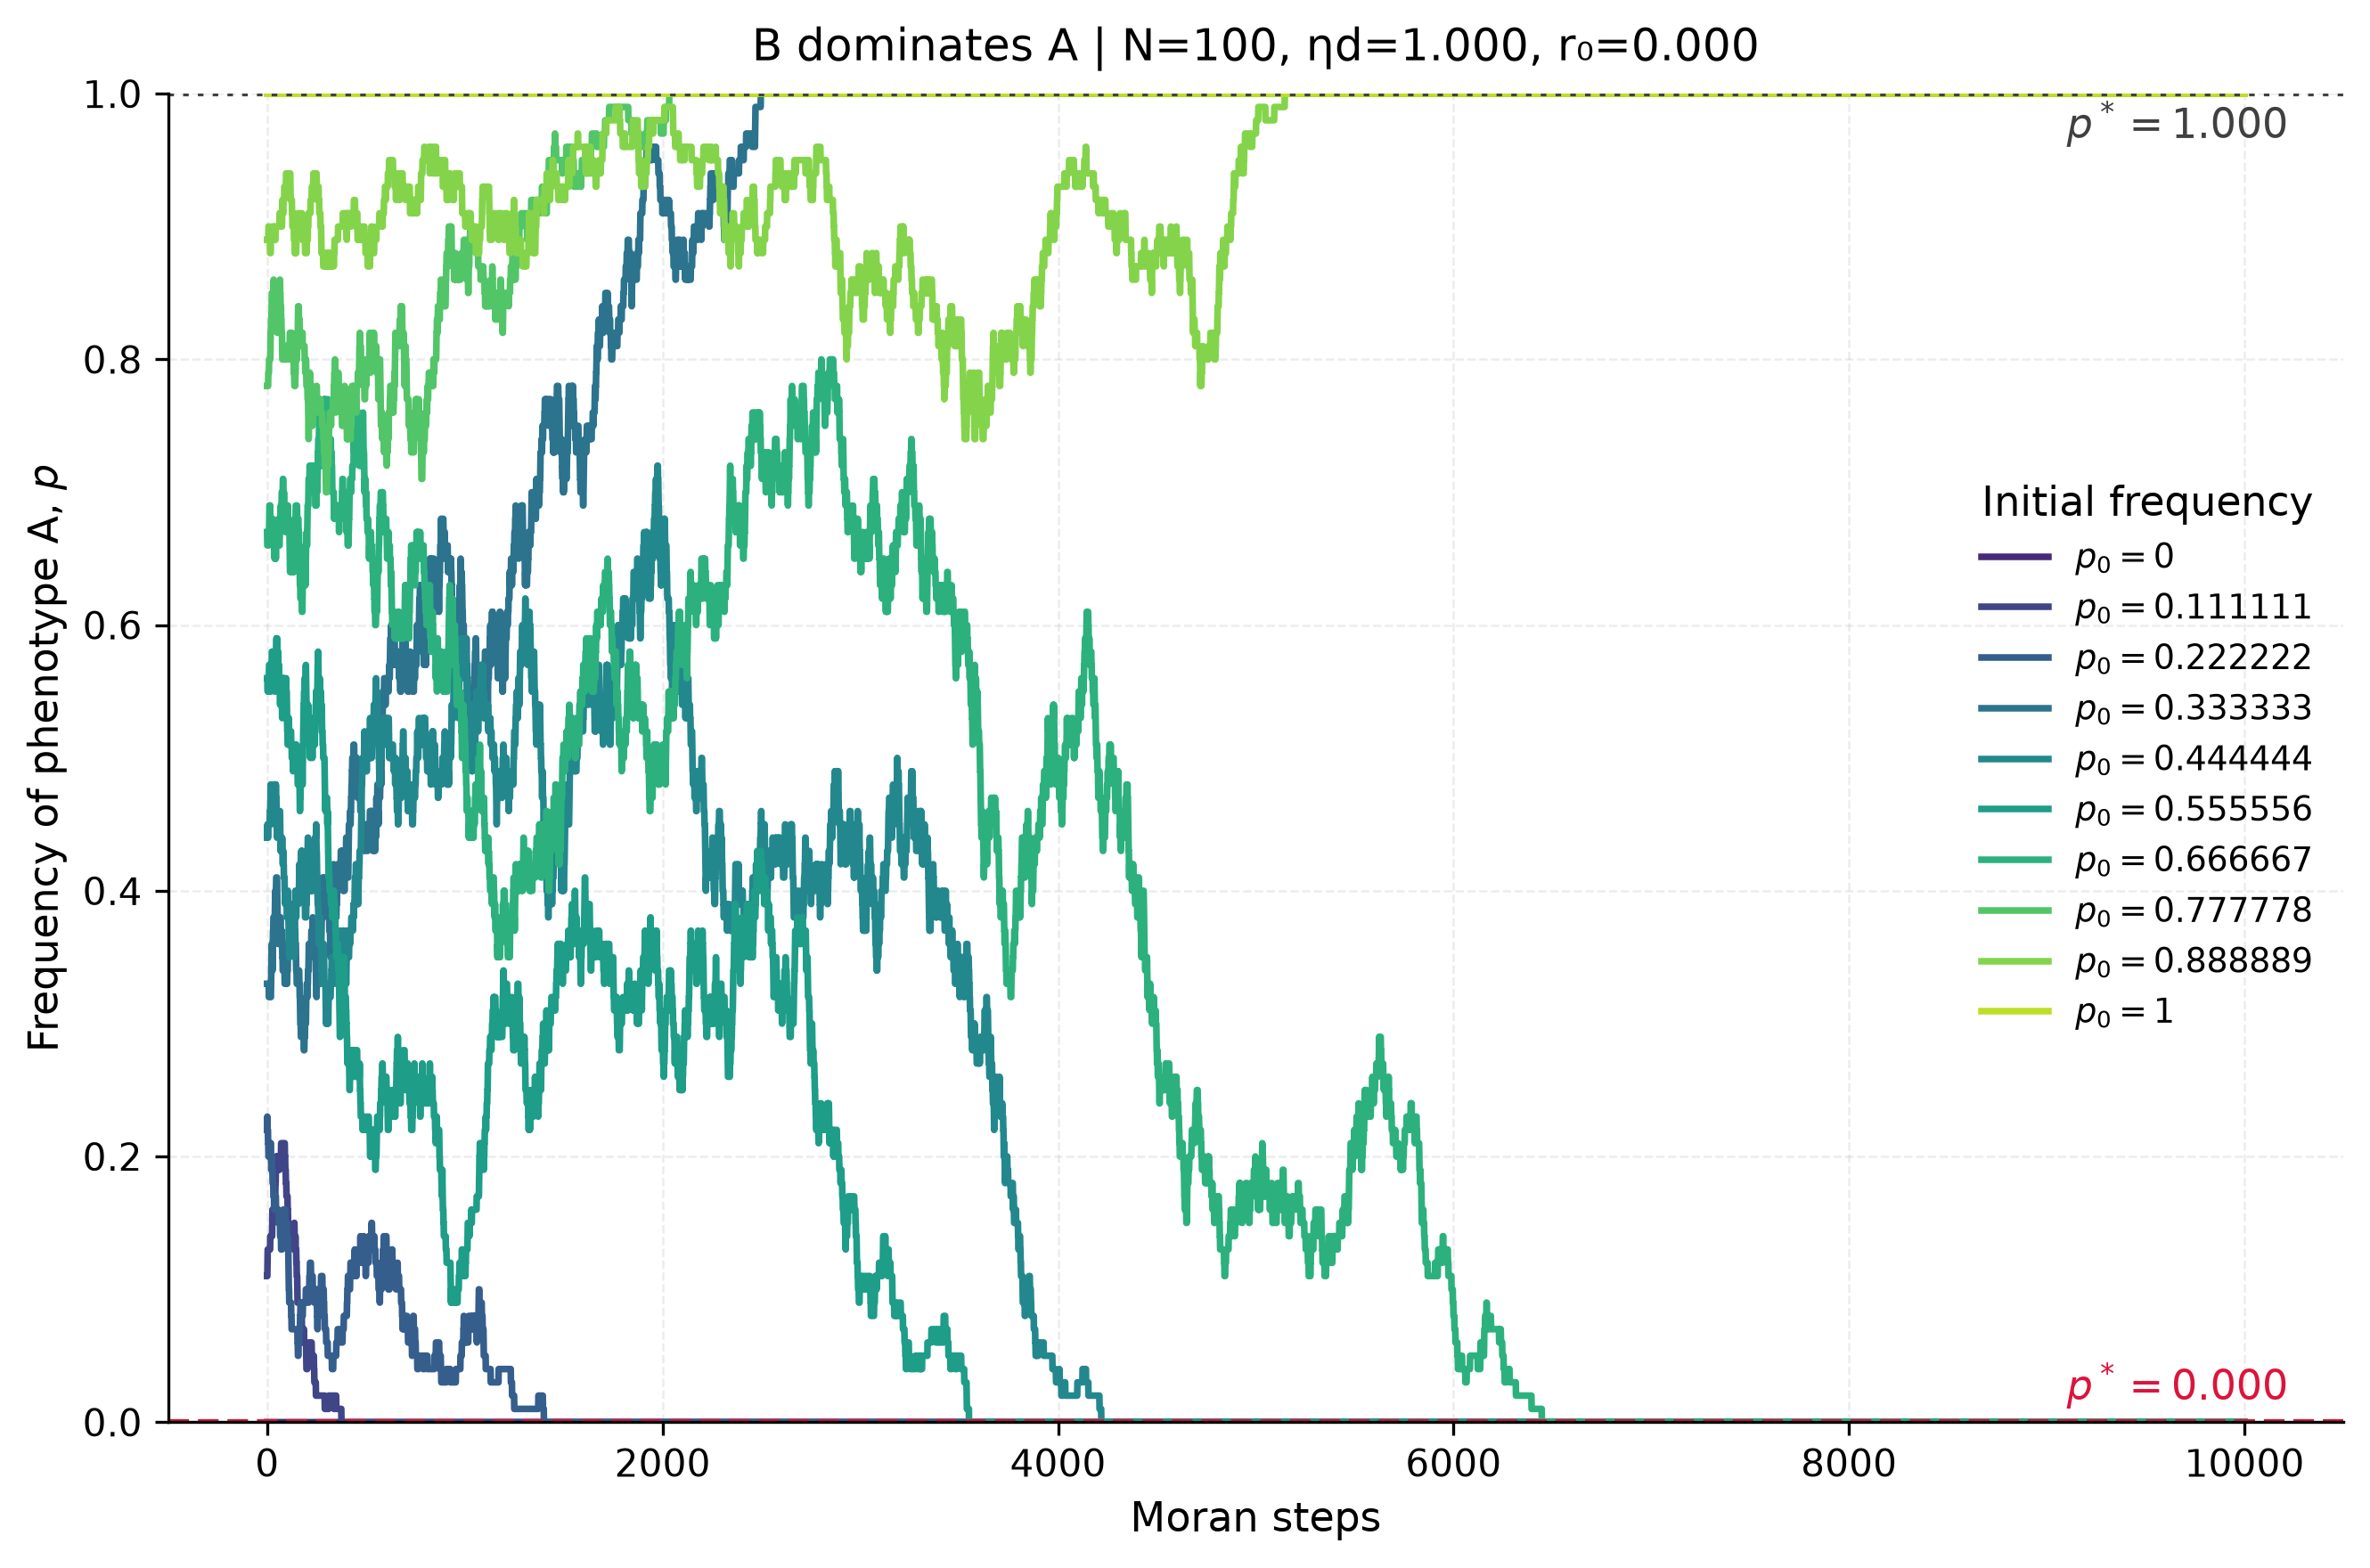 B dominates A | N=100, ηd=1.000, r₀=0.000
1.0
0.8
0.6
0.4
0.2
0.0
Frequency of phenotype A, p
0
2000
4000
6000
8000
10000
Moran steps
p* = 1.000
Initial frequency
p₀ = 0
p₀ = 0.111111
p₀ = 0.222222
p₀ = 0.333333
p₀ = 0.444444
p₀ = 0.555556
p₀ = 0.666667
p₀ = 0.777778
p₀ = 0.888889
p₀ = 1
p* = 0.000